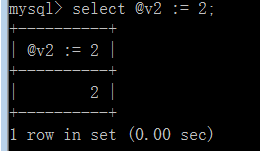 mysql> select @v2 := 2;
+----------+
| @v2 := 2 |
+----------+
|        2 |
+----------+
1 row in set (0.00 sec)